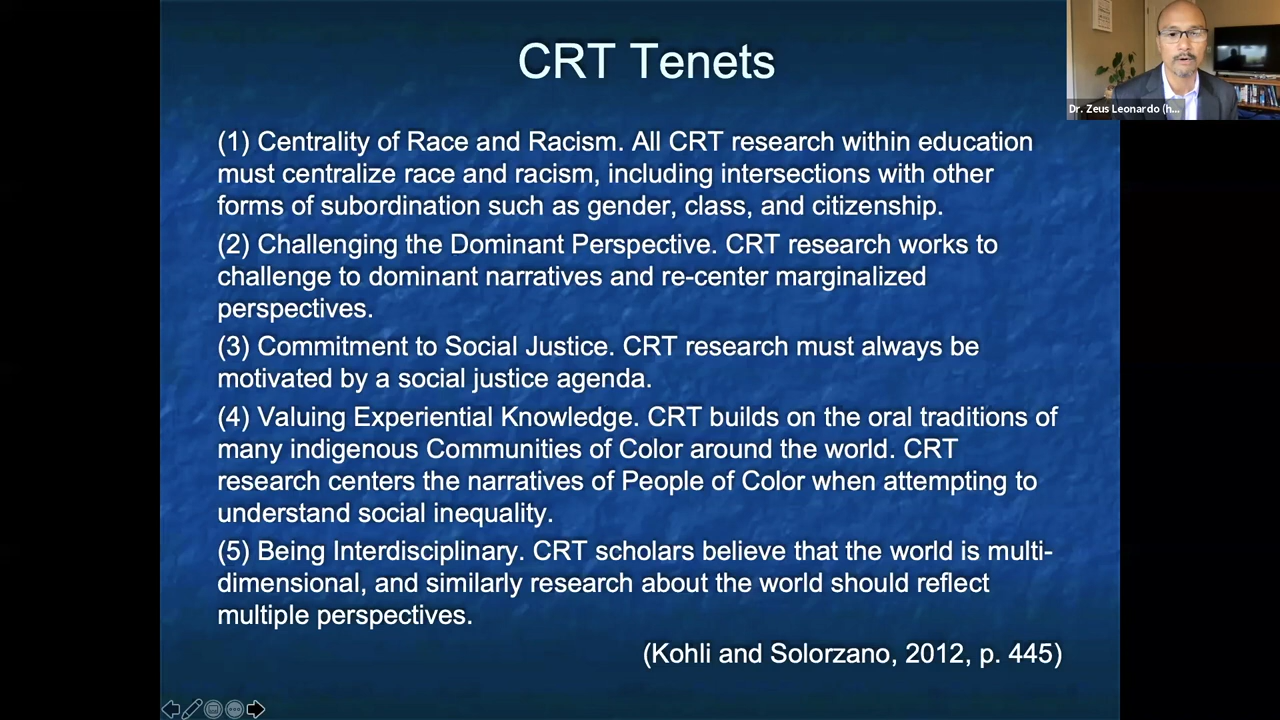 CRT Tenets
Dr. Zeus Leonardo (h...
(1) Centrality of Race and Racism. All CRT research within education
must centralize race and racism, including intersections with other
forms of subordination such as gender, class, and citizenship.
(2) Challenging the Dominant Perspective. CRT research works to
challenge to dominant narratives and re-center marginalized
perspectives.
(3) Commitment to Social Justice. CRT research must always be
motivated by a social justice agenda.
(4) Valuing Experiential Knowledge. CRT builds on the oral traditions of
many indigenous Communities of Color around the world. CRT
research centers the narratives of People of Color when attempting to
understand social inequality.
(5) Being Interdisciplinary. CRT scholars believe that the world is multi-
dimensional, and similarly research about the world should reflect
multiple perspectives.
(Kohli and Solorzano, 2012, p. 445)